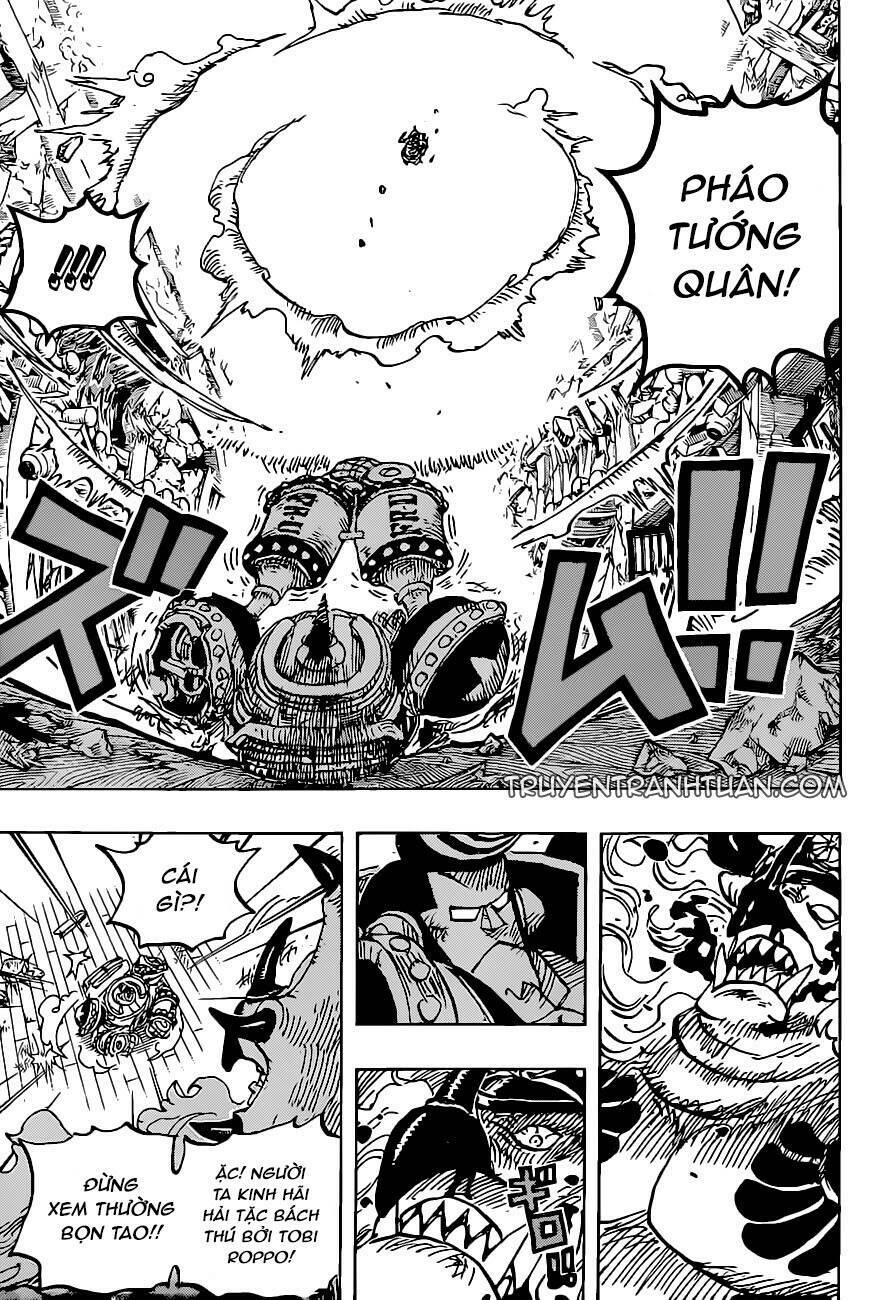 PHÁO
TƯỚNG
QUÂN!
!!!!
ズム!!
TRUYENTRANHTUAN.COM
ギロ
ẶC! NGƯỜI
TA KINH HÃI
HẢI TẶC BÁCH
THÚ BỞI TOBI
ROPPO
CÁI
GÌ?!
ĐỪNG
XEM THƯỜNG
BỌN TAO!!